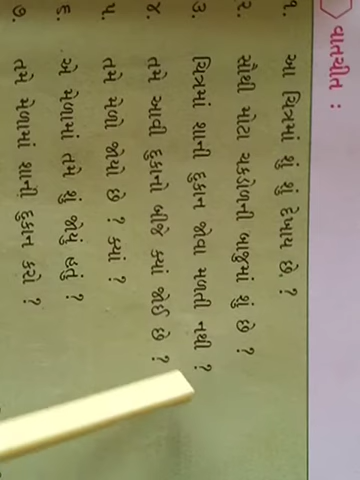 વાતચીત :
૧. આ ચિત્રમાં શું શું દેખાય છે. ?
૨. સૌથી મોટા ચકડોળની બાજુમાં શું છે ?
૩. ચિત્રમાં શાની દુકાન જોવા મળતી નથી ?
૪. તમે આવી દુકાનો બીજે ક્યાં જોઈ છે ?
૫. તમે મેળો જોયો છે ? ક્યાં ?
૬. એ મેળામાં તમે શું જોયું હતું ?
૭. તમે મેળામાં શાની દુકાન કરો ?